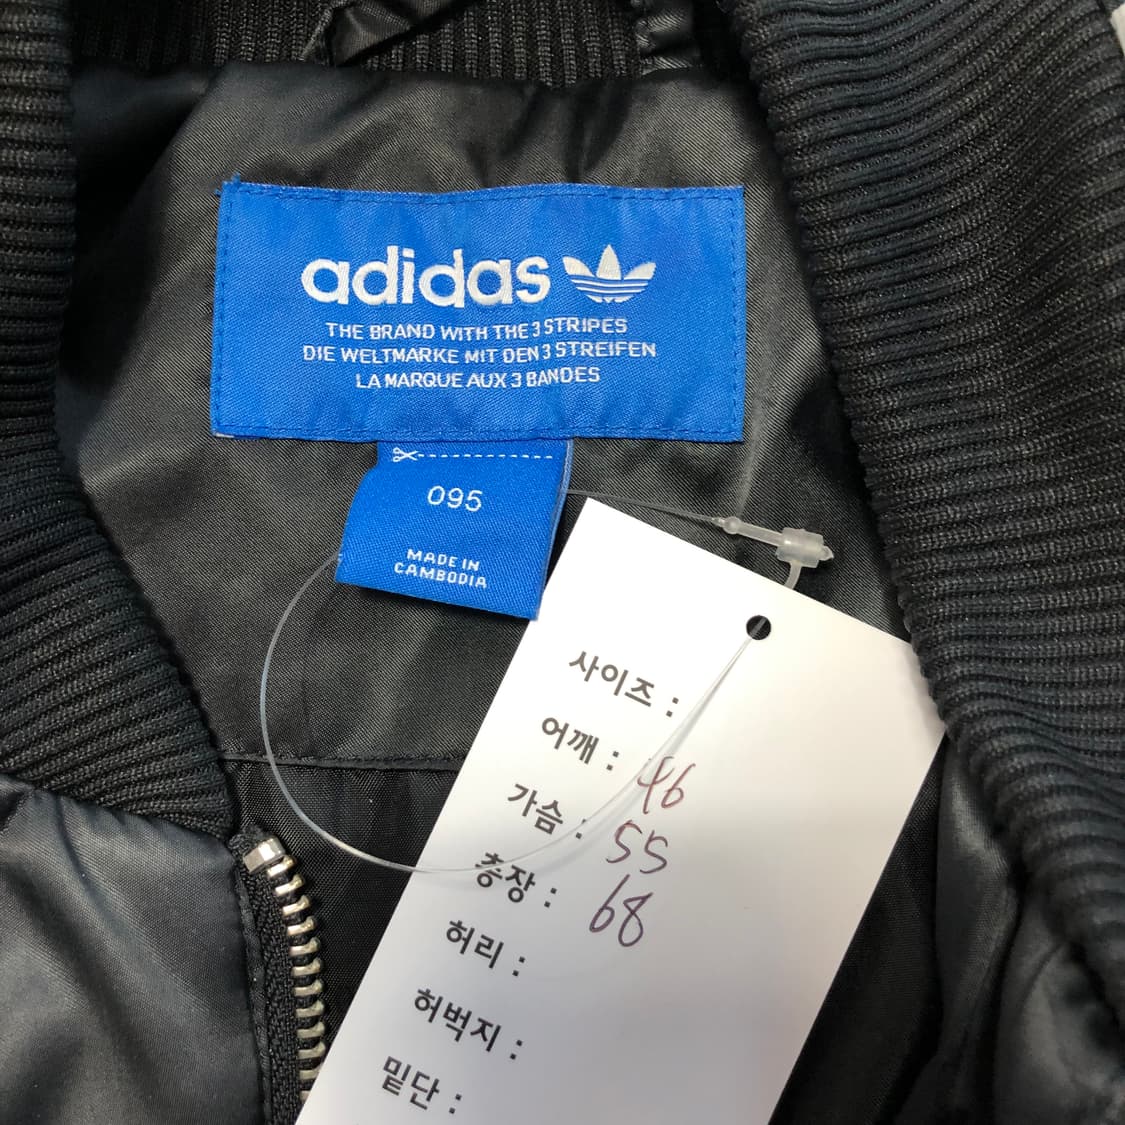 adidas
THE BRAND WITH THE 3 STRIPES
DIE WELTMARKE MIT DEN 3 STREIFEN
LA MARQUE AUX 3 BANDES
095
MADE IN
CAMBODIA
사이즈 :
어깨 : 46
가슴 : 55
총장 : 68
허리 :
허벅지 :
밑단 :